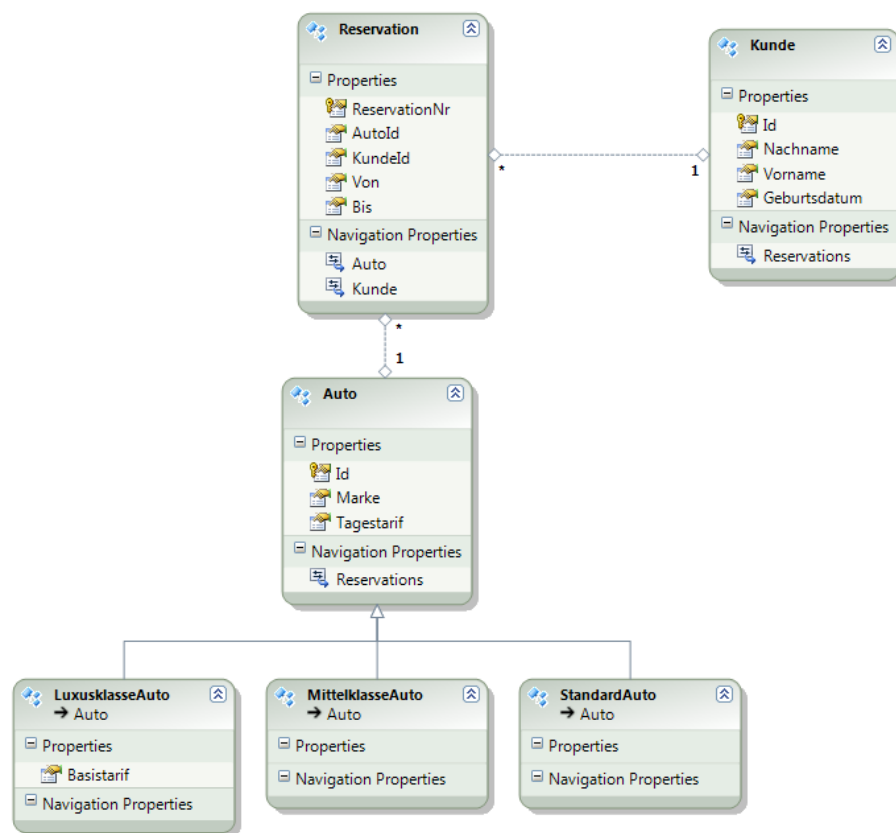 Reservation
Properties
ReservationNr
AutoId
KundeId
Von
Bis
Navigation Properties
Auto
Kunde
Kunde
Properties
Id
Nachname
Vorname
Geburtsdatum
Navigation Properties
Reservations
* 1
*
1
Auto
Properties
Id
Marke
Tagestarif
Navigation Properties
Reservations
LuxusklasseAuto
➔ Auto
Properties
Basistarif
Navigation Properties
MittelklasseAuto
➔ Auto
Properties
Navigation Properties
StandardAuto
➔ Auto
Properties
Navigation Properties